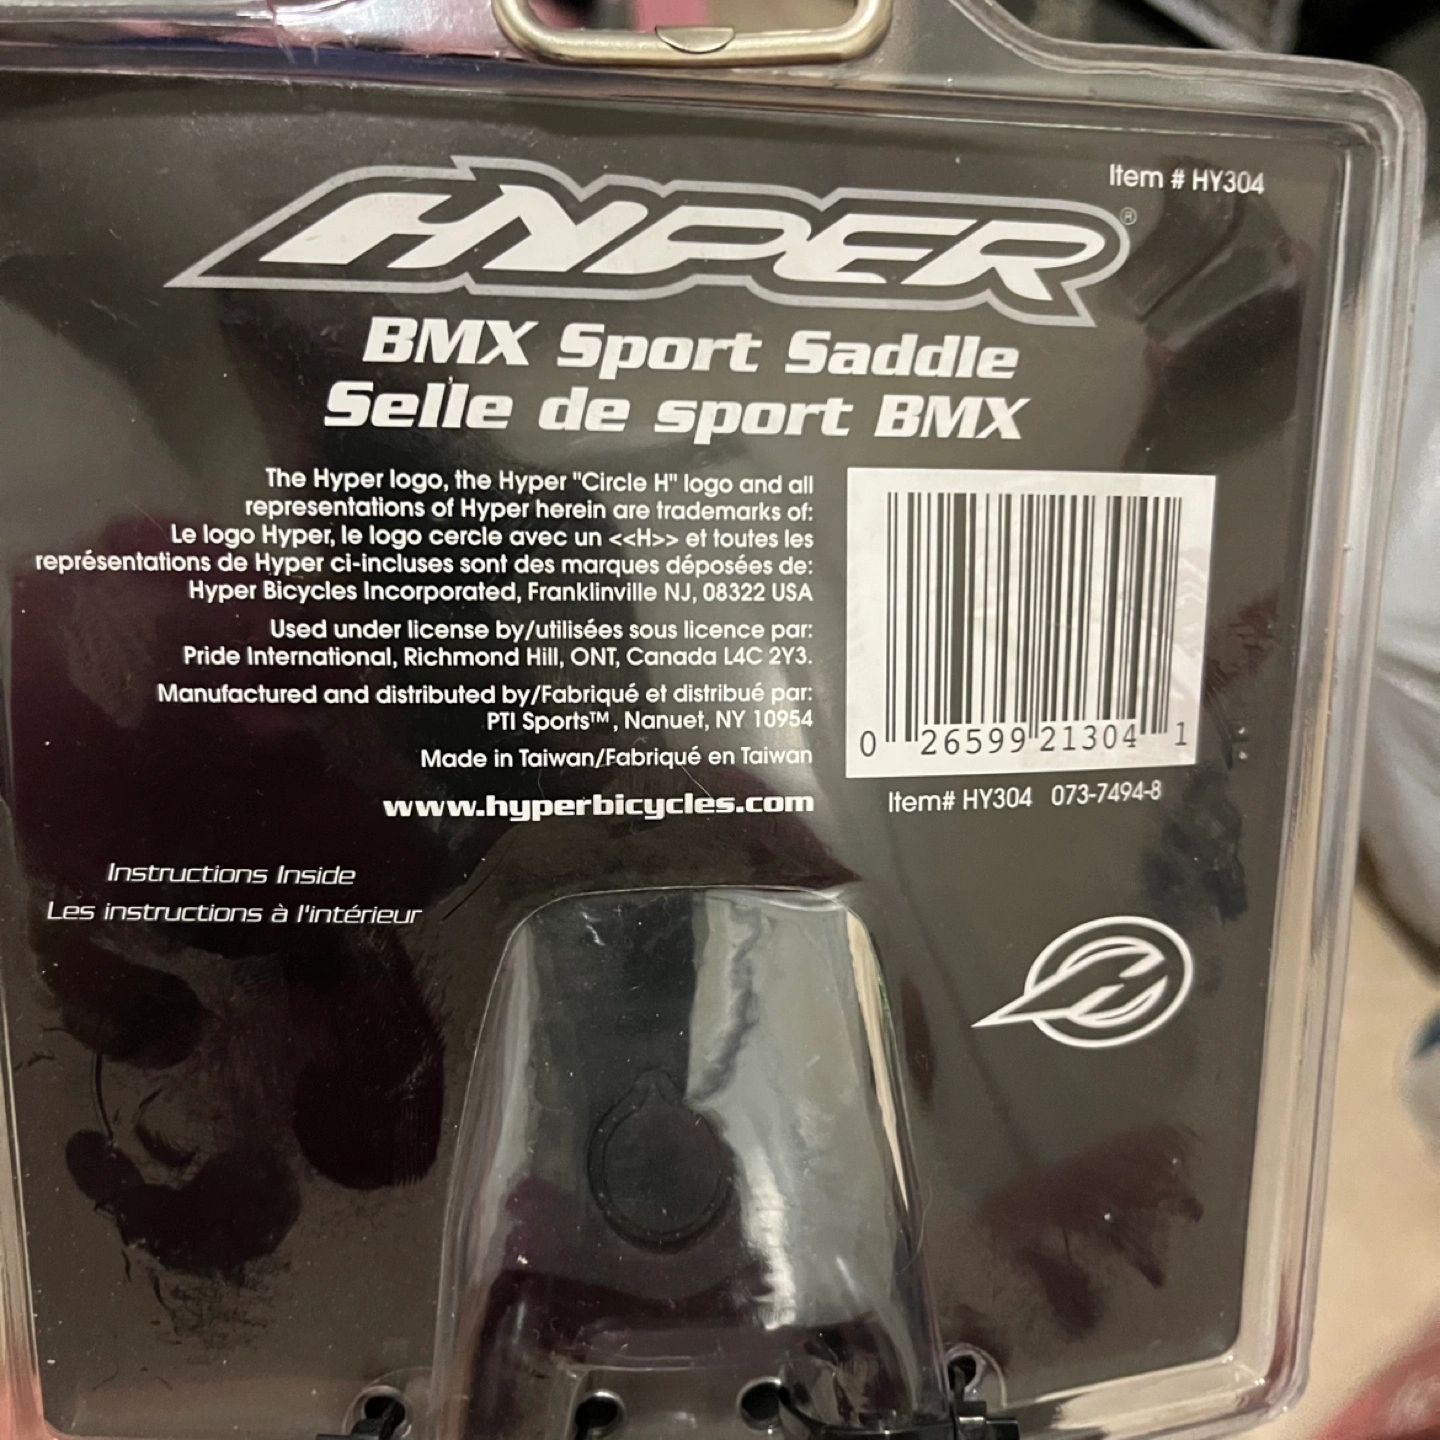 Item # HY304
HYPER®
BMX Sport Saddle
Selle de sport BMX
The Hyper logo, the Hyper "Circle H" logo and all
representations of Hyper herein are trademarks of:
Le logo Hyper, le logo cercle avec un <<H>> et toutes les
représentations de Hyper ci-incluses sont des marques déposées de:
Hyper Bicycles Incorporated, Franklinville NJ, 08322 USA
Used under license by/utilisées sous licence par:
Pride International, Richmond Hill, ONT, Canada L4C 2Y3.
Manufactured and distributed by/Fabriqué et distribué par:
PTI Sports™, Nanuet, NY 10954
Made in Taiwan/Fabriqué en Taiwan
www.hyperbicycles.com
0 26599 21304 1
Item# HY304 073-7494-8
Instructions Inside
Les instructions à l'intérieur